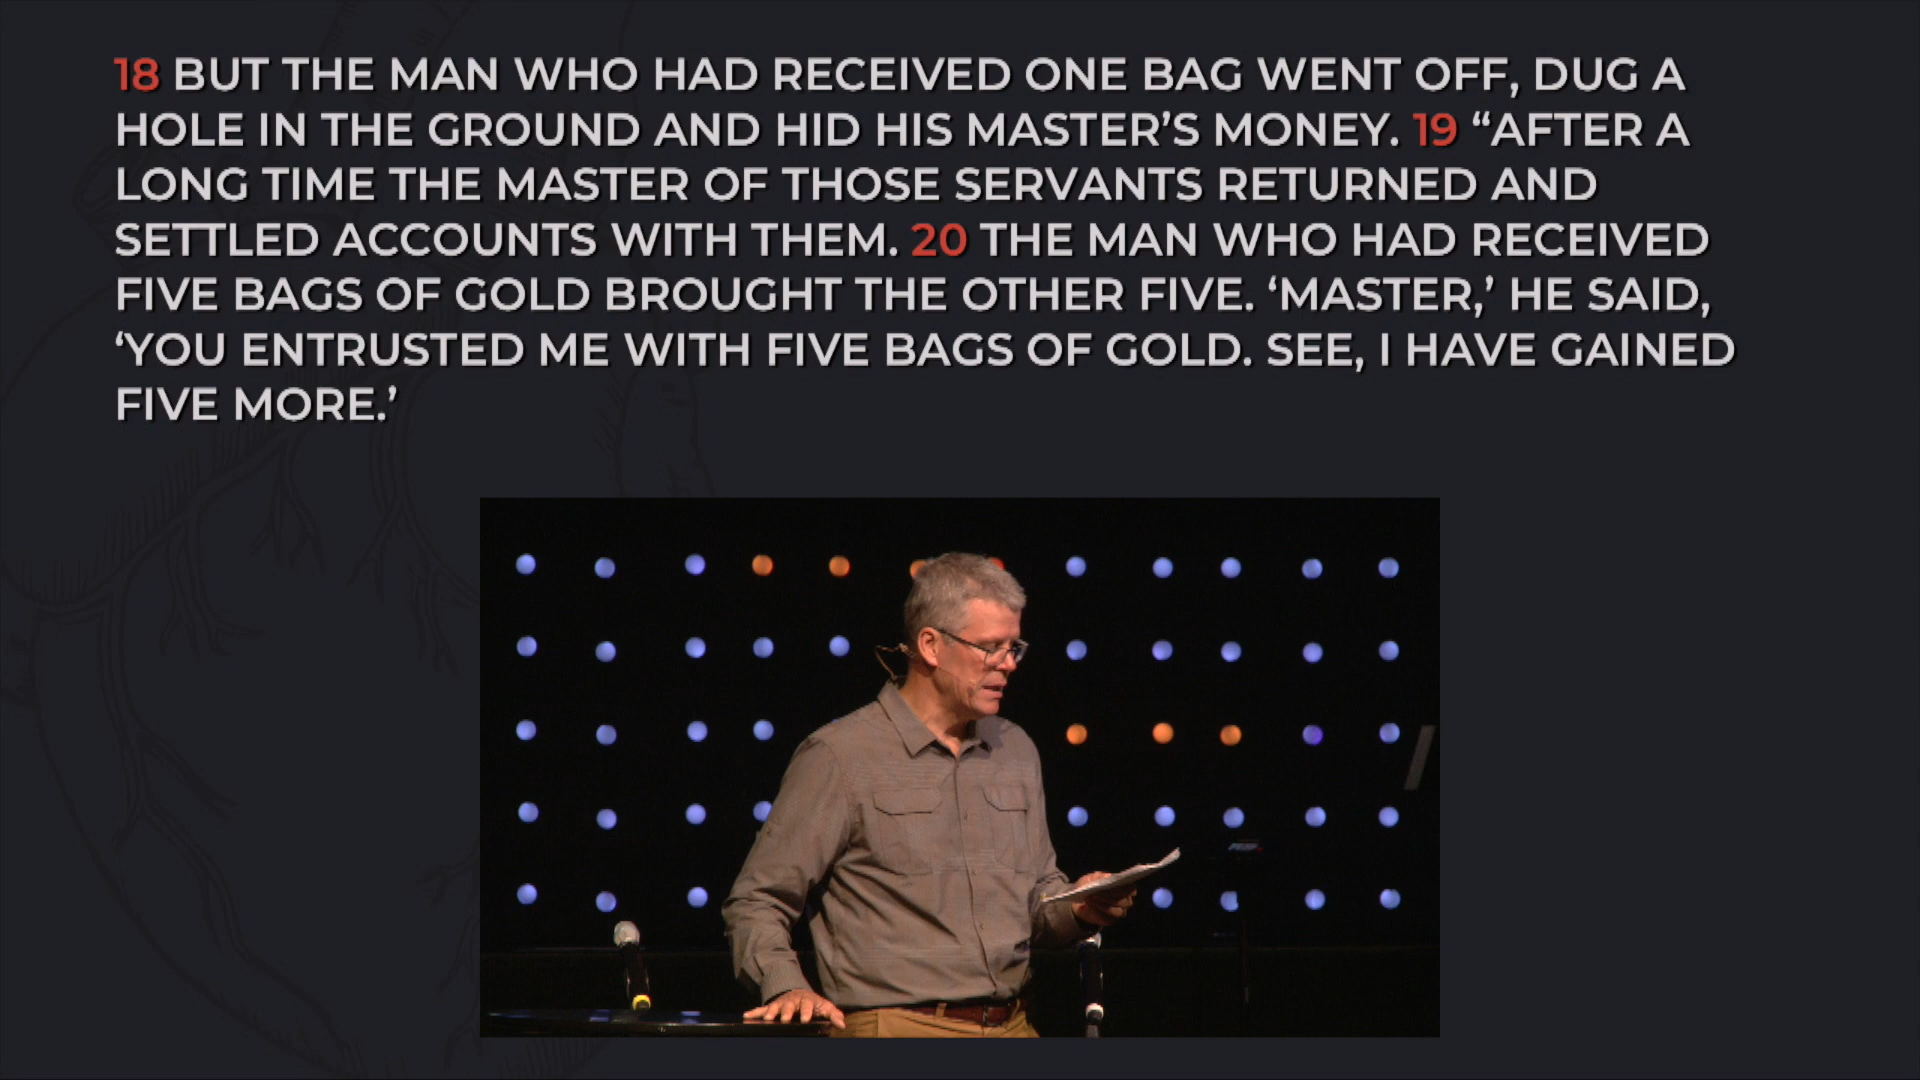 18 BUT THE MAN WHO HAD RECEIVED ONE BAG WENT OFF, DUG A
HOLE IN THE GROUND AND HID HIS MASTER’S MONEY. 19 “AFTER A
LONG TIME THE MASTER OF THOSE SERVANTS RETURNED AND
SETTLED ACCOUNTS WITH THEM. 20 THE MAN WHO HAD RECEIVED
FIVE BAGS OF GOLD BROUGHT THE OTHER FIVE. ‘MASTER,’ HE SAID,
‘YOU ENTRUSTED ME WITH FIVE BAGS OF GOLD. SEE, I HAVE GAINED
FIVE MORE.’